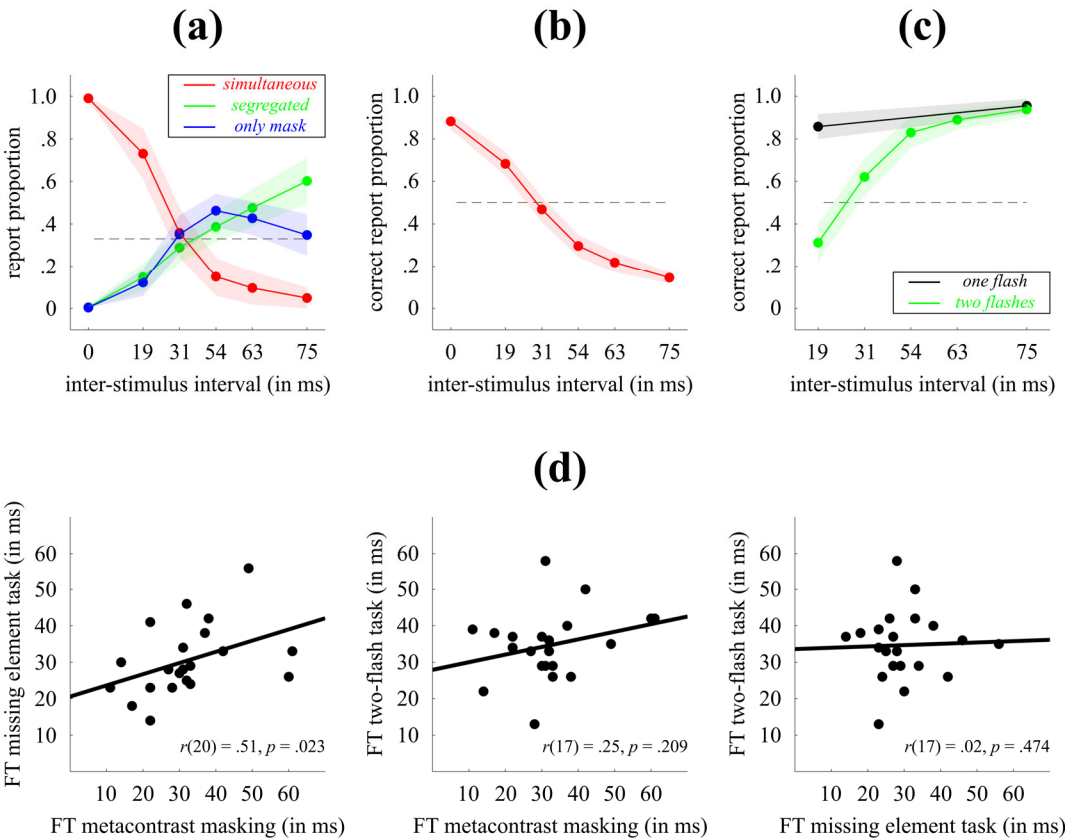 (a)
report proportion
1.0
.8
.6
.4
.2
0
simultaneous
segregated
only mask
0 19 31 54 63 75
inter-stimulus interval (in ms)
(b)
correct report proportion
1.0
.8
.6
.4
.2
0
0 19 31 54 63 75
inter-stimulus interval (in ms)
(c)
correct report proportion
1.0
.8
.6
.4
.2
0
one flash
two flashes
19 31 54 63 75
inter-stimulus interval (in ms)
(d)
FT missing element task (in ms)
60
50
40
30
20
10
r(20) = .51, p = .023
10 20 30 40 50 60
FT metacontrast masking (in ms)
FT two-flash task (in ms)
60
50
40
30
20
10
r(17) = .25, p = .209
10 20 30 40 50 60
FT metacontrast masking (in ms)
FT two-flash task (in ms)
60
50
40
30
20
10
r(17) = .02, p = .474
10 20 30 40 50 60
FT missing element task (in ms)